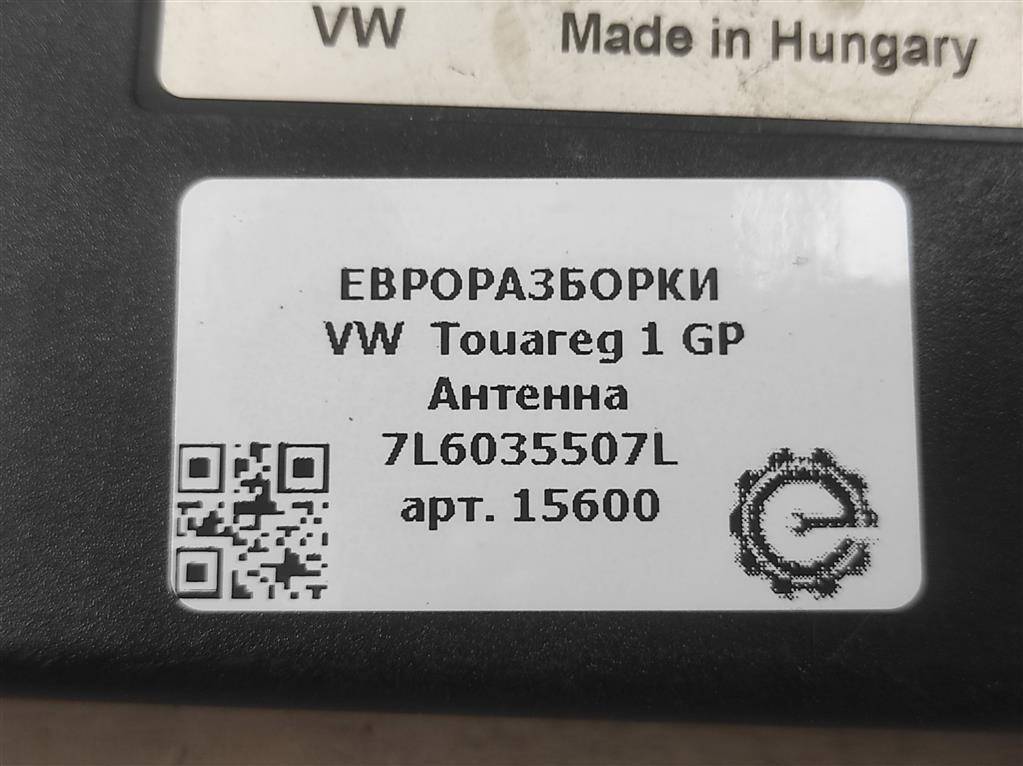 VW Made in Hungary
ЕВРОРАЗБОРКИ
VW Touareg 1 GP
Антенна
7L6035507L
арт. 15600